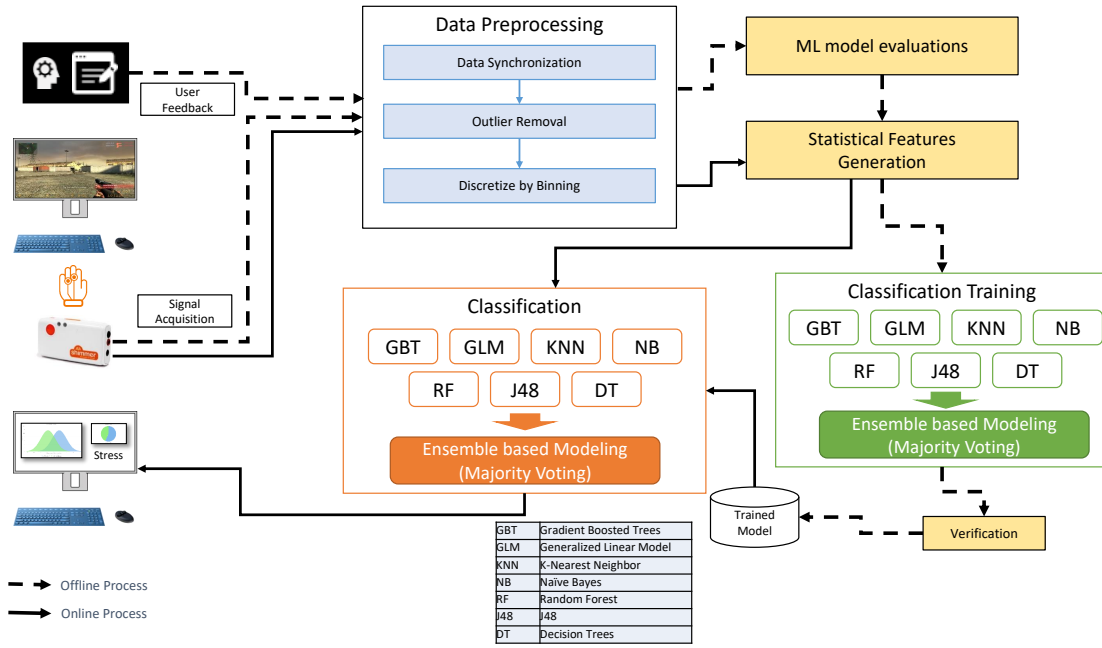 Data Preprocessing
Data Synchronization
Outlier Removal
Discretize by Binning
ML model evaluations
Statistical Features
Generation
User
Feedback
Signal
Acquisition
shimmer
Classification
GBT
GLM
KNN
NB
RF
J48
DT
Ensemble based Modeling
(Majority Voting)
Classification Training
GBT
GLM
KNN
NB
RF
J48
DT
Ensemble based Modeling
(Majority Voting)
Stress
Trained
Model
Verification
GBT Gradient Boosted Trees
GLM Generalized Linear Model
KNN K-Nearest Neighbor
NB Naïve Bayes
RF Random Forest
J48 J48
DT Decision Trees
Offline Process
Online Process